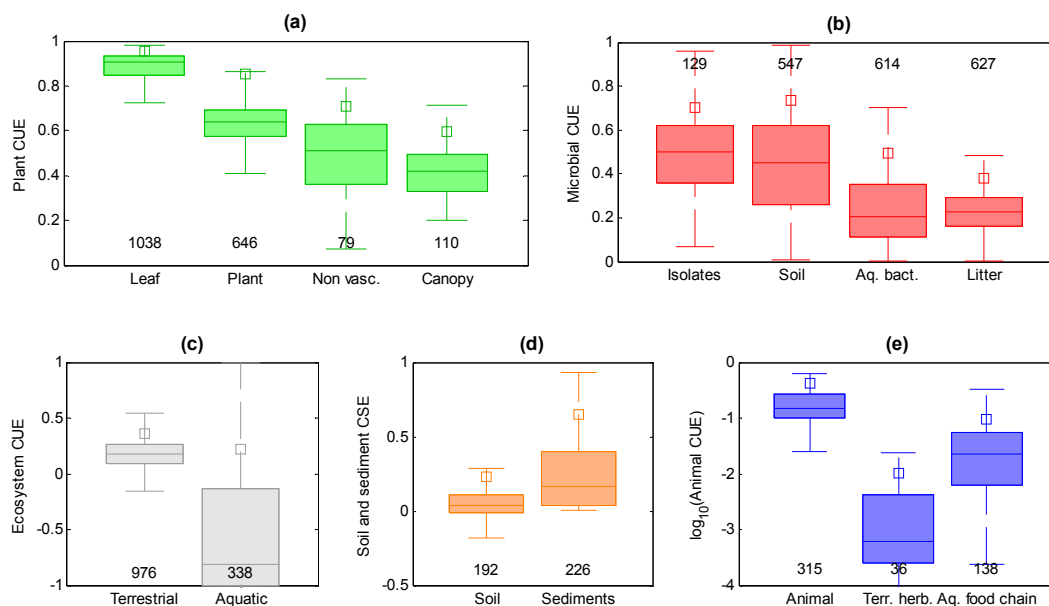 (a)
Plant CUE
1
0.8
0.6
0.4
0.2
0
1038 646 79 110
Leaf Plant Non vasc. Canopy
(b)
Microbial CUE
1
0.8
0.6
0.4
0.2
0
129 547 614 627
Isolates Soil Aq. bact. Litter
(c)
Ecosystem CUE
1
0.5
0
-0.5
-1
976 338
Terrestrial Aquatic
(d)
Soil and sediment CSE
1
0.5
0
-0.5
192 226
Soil Sediments
(e)
log10(Animal CUE)
-0
-1
-2
-3
-4
315 36 138
Animal Terr. herb. Aq. food chain